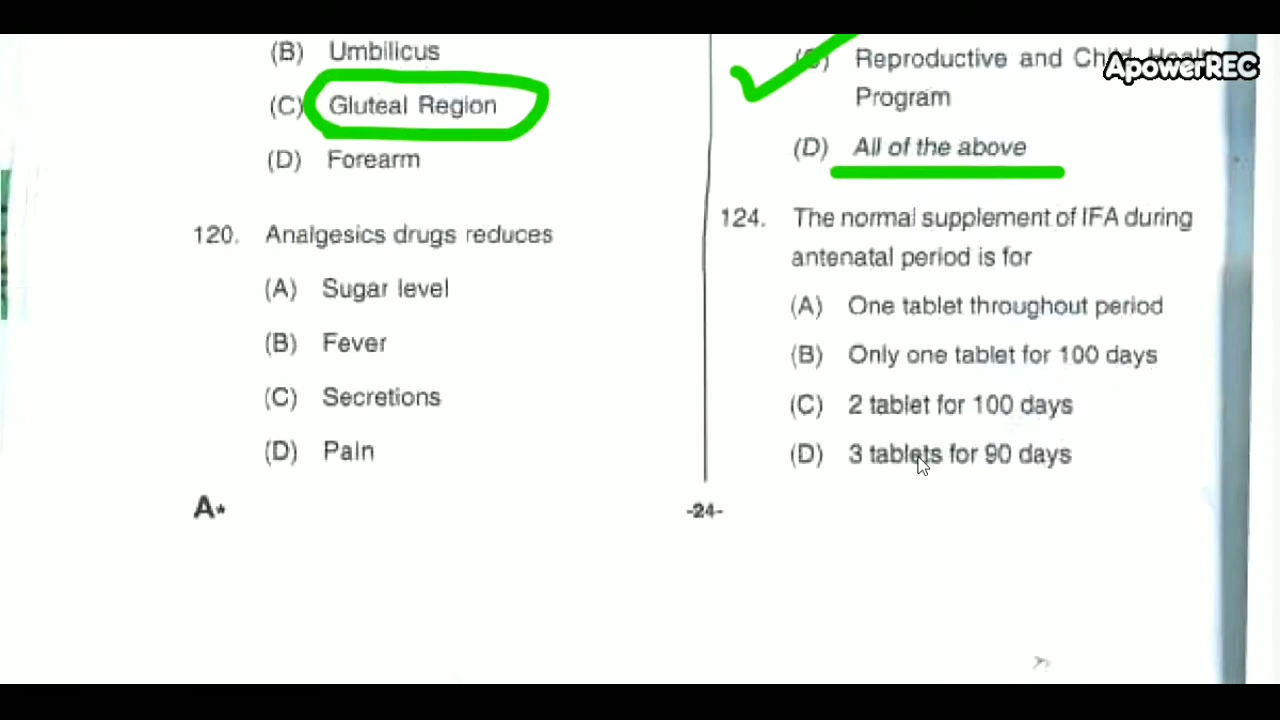 (B) Umbilicus
(C) Gluteal Region
(D) Forearm
120. Analgesics drugs reduces
(A) Sugar level
(B) Fever
(C) Secretions
(D) Pain
A*
Reproductive and
Program
(D) All of the above
124. The normal supplement of IFA during
antenatal period is for
(A) One tablet throughout period
(B) Only one tablet for 100 days
(C) 2 tablet for 100 days
(D) 3 tablets for 90 days
-24-
ApowerREC